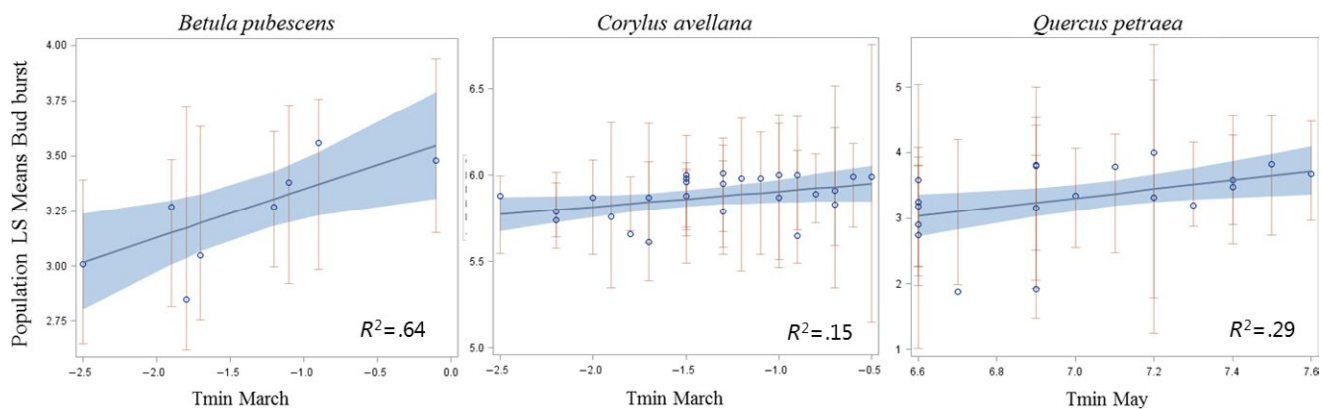 Betula pubescens
Corylus avellana
Quercus petraea
Population LS Means Bud burst
4.00
3.75
3.50
3.25
3.00
2.75
R²=.64
−2.5 −2.0 −1.5 −1.0 −0.5 0.0
Tmin March
6.5
6.0
5.5
5.0
R²=.15
−2.5 −2.0 −1.5 −1.0 −0.5
Tmin March
5
4
3
2
1
R²=.29
6.6 6.8 7.0 7.2 7.4 7.6
Tmin May